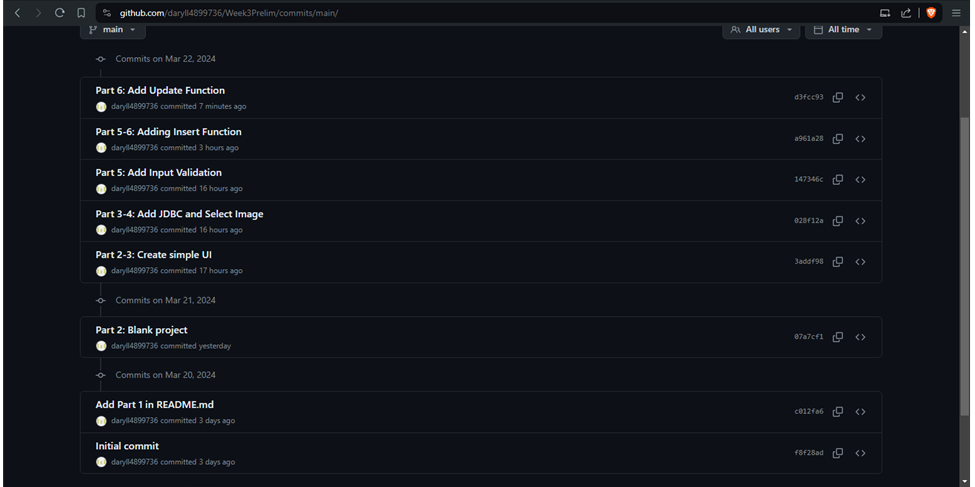 github.com/daryll4899736/Week3Prelim/commits/main/
main
All users
All time
Commits on Mar 22, 2024
Part 6: Add Update Function
daryll4899736 committed 7 minutes ago
d3fcc93
Part 5-6: Adding Insert Function
daryll4899736 committed 3 hours ago
a961a28
Part 5: Add Input Validation
daryll4899736 committed 16 hours ago
147346c
Part 3-4: Add JDBC and Select Image
daryll4899736 committed 16 hours ago
028f12a
Part 2-3: Create simple UI
daryll4899736 committed 17 hours ago
3addf98
Commits on Mar 21, 2024
Part 2: Blank project
daryll4899736 committed yesterday
07a7cf1
Commits on Mar 20, 2024
Add Part 1 in README.md
daryll4899736 committed 3 days ago
c012fa6
Initial commit
daryll4899736 committed 3 days ago
f8f28ad